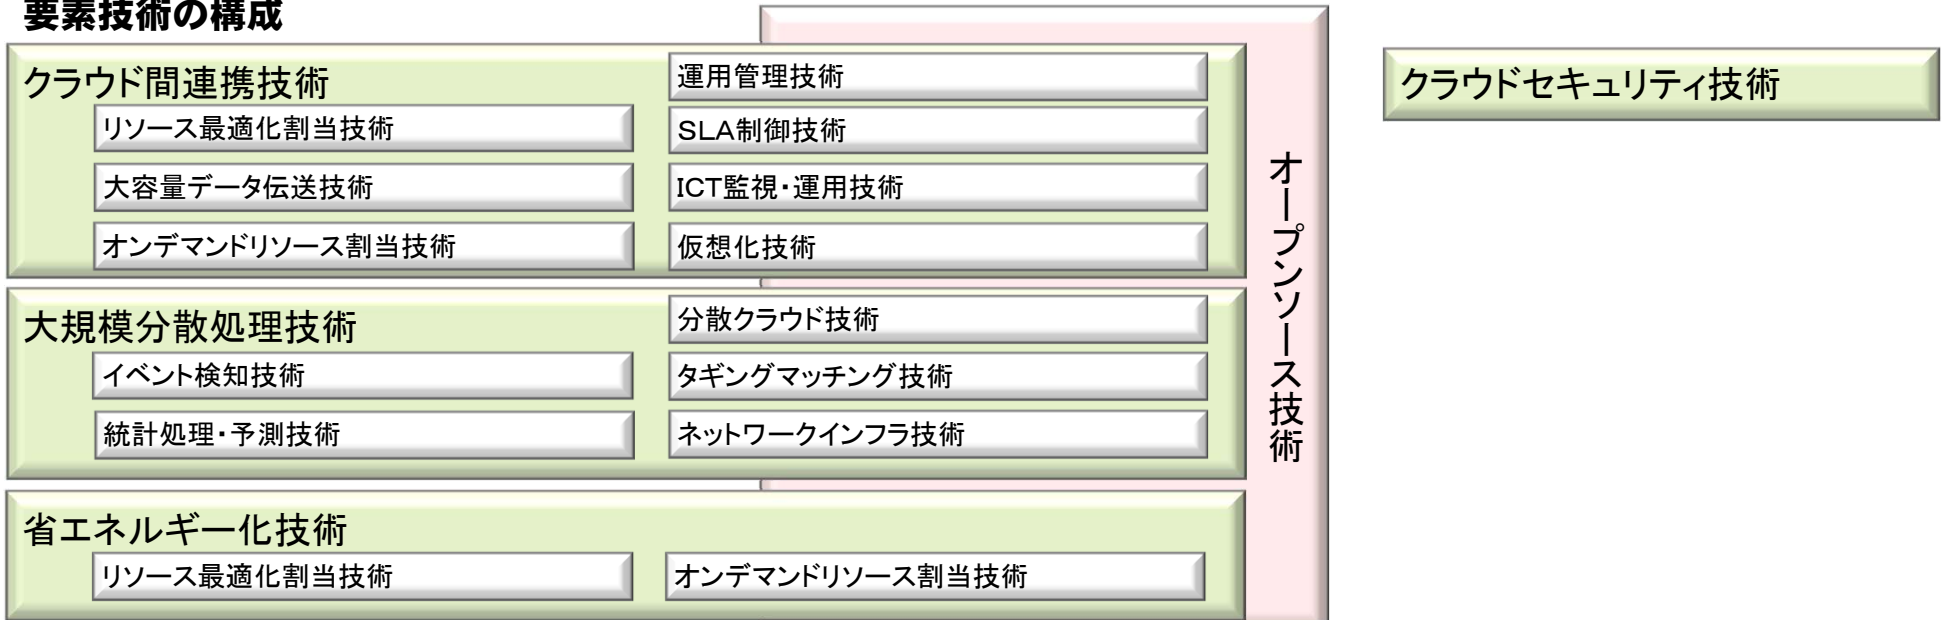 要素技術の構成
クラウド間連携技術
リソース最適化割当技術
大容量データ伝送技術
オンデマンドリソース割当技術
運用管理技術
SLA制御技術
ICT監視・運用技術
仮想化技術
大規模分散処理技術
イベント検知技術
統計処理・予測技術
分散クラウド技術
タギングマッチング技術
ネットワークインフラ技術
省エネルギー化技術
リソース最適化割当技術
オンデマンドリソース割当技術
オープンソース技術
クラウドセキュリティ技術